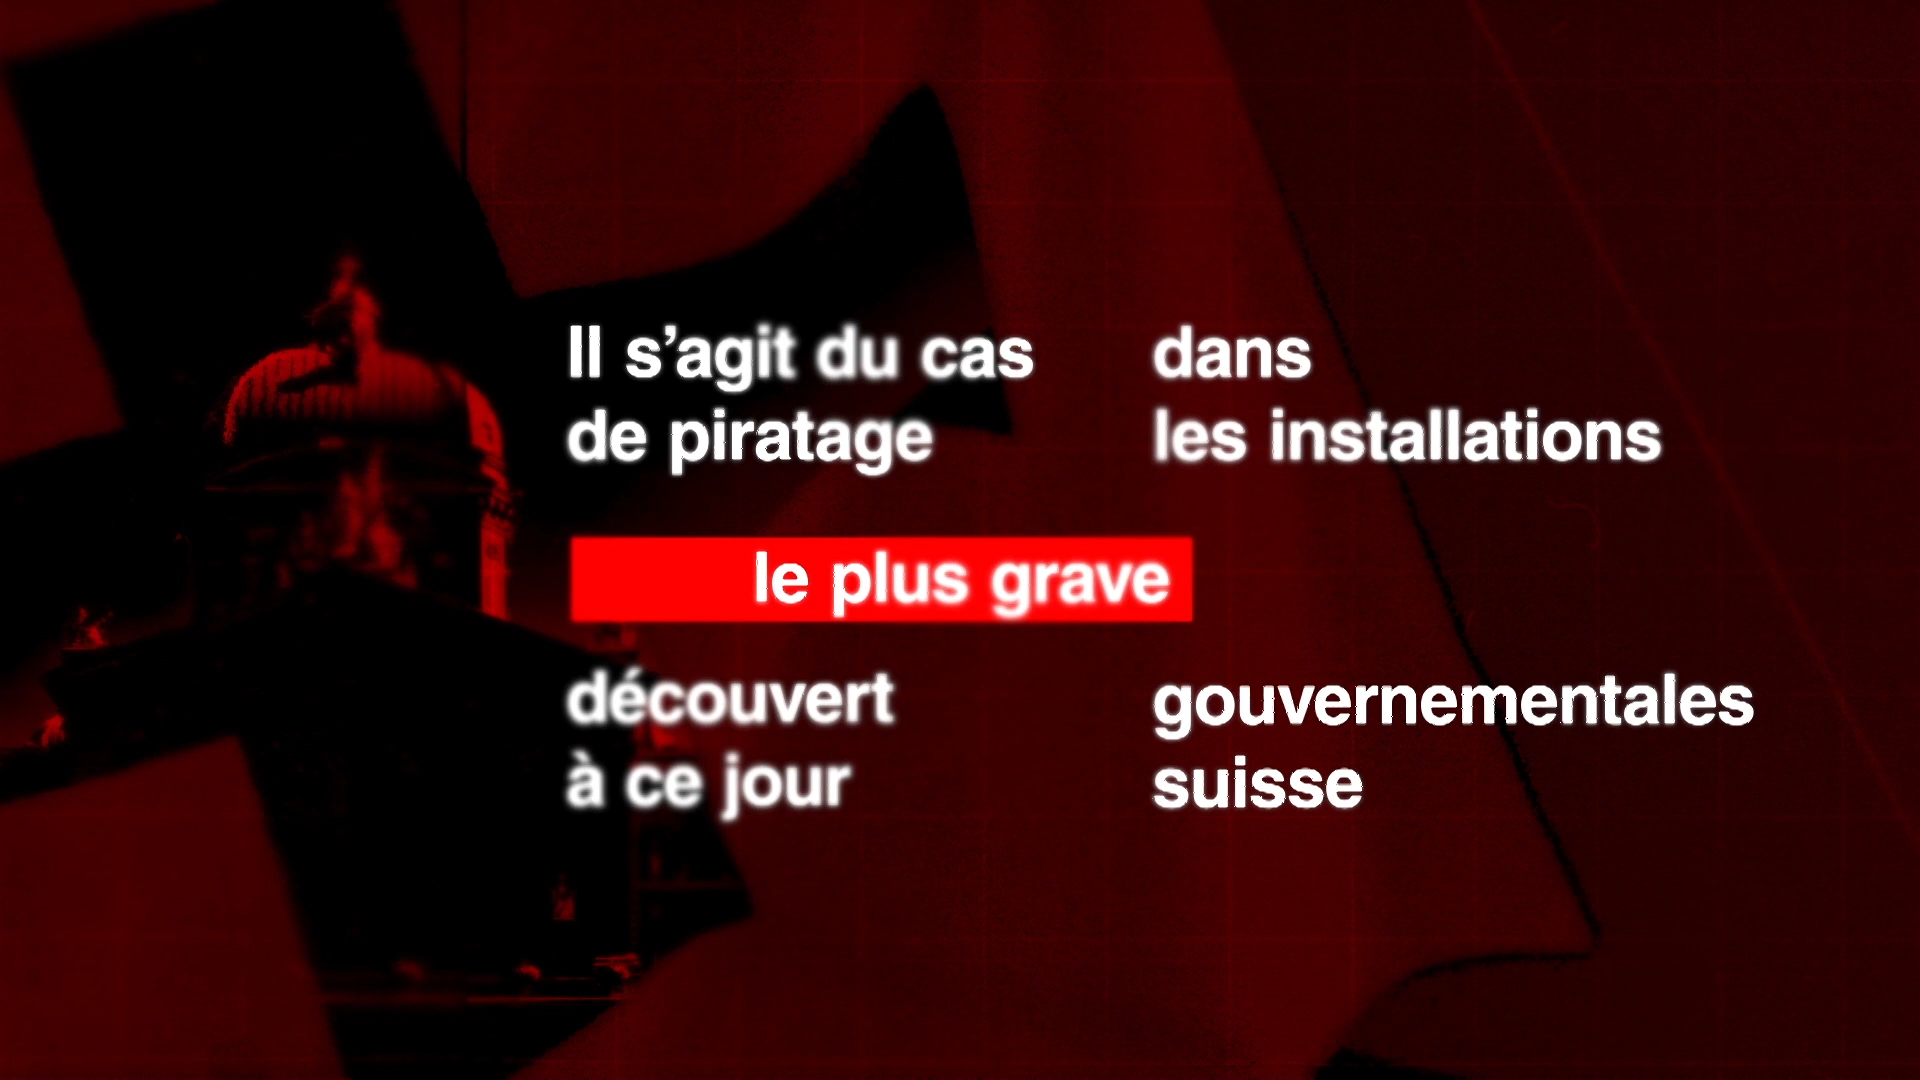 Il s’agit du cas
de piratage
le plus grave
découvert
à ce jour
dans
les installations
gouvernementales
suisse